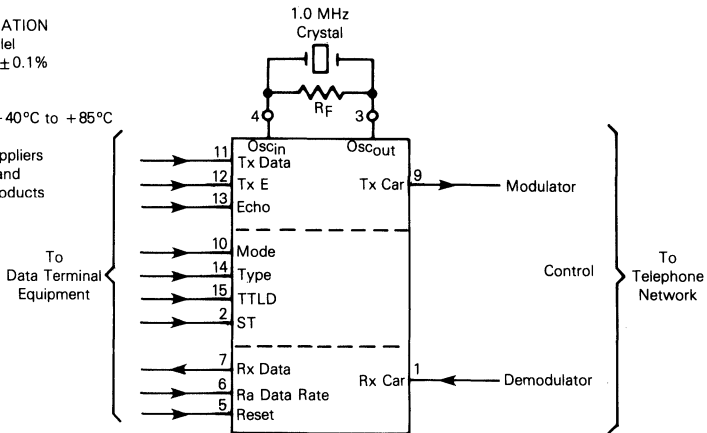 ATION
lel
±0.1%
-40°C to +85°C
ppliers
and
oducts
1.0 MHz
Crystal
RF
4
3
Oscin
Oscout
11
Tx Data
12
Tx E
13
Echo
9
Tx Car
Modulator
10
Mode
14
Type
15
TTLD
2
ST
Control
To
Data Terminal
Equipment
To
Telephone
Network
7
Rx Data
6
Ra Data Rate
5
Reset
1
Rx Car
Demodulator